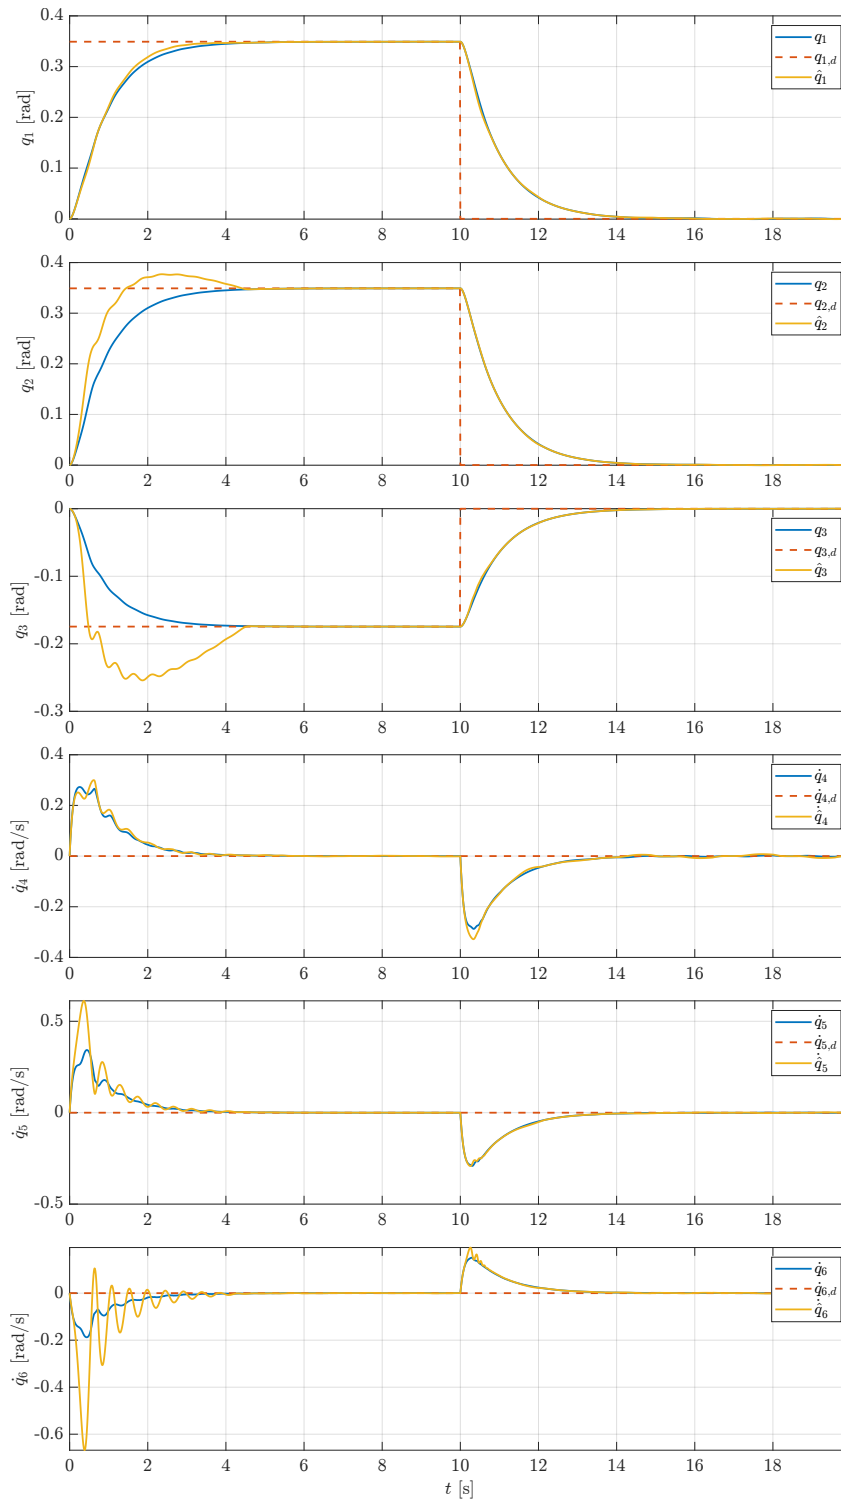 0.4
0.3
0.2
0.1
0
q₁ [rad]
q₁
q₁,d
q̂₁
0 2 4 6 8 10 12 14 16 18
0.4
0.3
0.2
0.1
0
q₂ [rad]
q₂
q₂,d
q̂₂
0 2 4 6 8 10 12 14 16 18
0
-0.1
-0.2
-0.3
q₃ [rad]
q₃
q₃,d
q̂₃
0 2 4 6 8 10 12 14 16 18
0.4
0.2
0
-0.2
-0.4
q̇₄ [rad/s]
q̇₄
q̇₄,d
q̂̇₄
0 2 4 6 8 10 12 14 16 18
0.5
0
-0.5
q̇₅ [rad/s]
q̇₅
q̇₅,d
q̂̇₅
0 2 4 6 8 10 12 14 16 18
0
-0.2
-0.4
-0.6
q̇₆ [rad/s]
q̇₆
q̇₆,d
q̂̇₆
0 2 4 6 8 10 12 14 16 18
t [s]